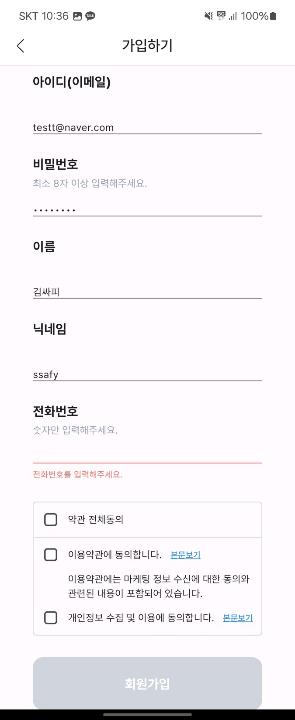 SKT 10:36 100%
가입하기
아이디(이메일)
testt@naver.com
비밀번호
최소 8자 이상 입력해주세요.
••••••••
이름
김싸피
닉네임
ssafy
전화번호
숫자만 입력해주세요.
전화번호를 입력해주세요.
약관 전체동의
이용약관에 동의합니다. 본문보기
이용약관에는 마케팅 정보 수신에 대한 동의와
관련된 내용이 포함되어 있습니다.
개인정보 수집 및 이용에 동의합니다. 본문보기
회원가입